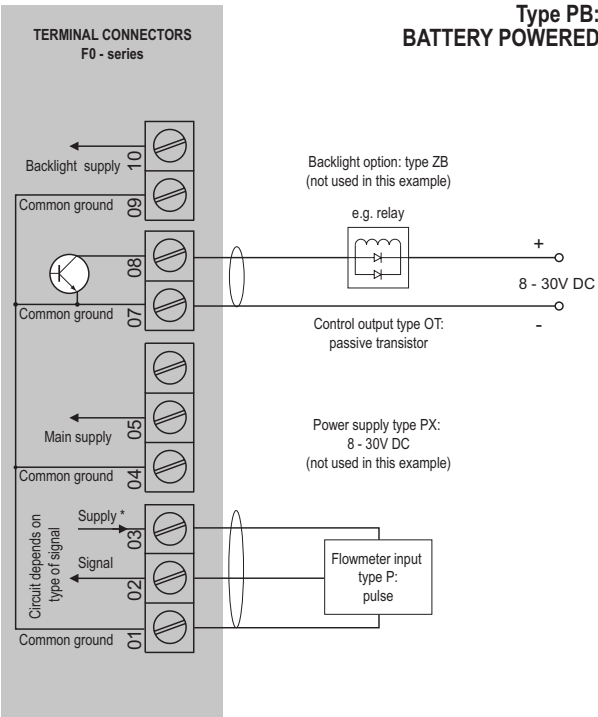 Type PB:
BATTERY POWERED
TERMINAL CONNECTORS
F0 - series
Backlight supply
10
Common ground
09
Backlight option: type ZB
(not used in this example)
e.g. relay
08
+
8 - 30V DC
-
Common ground
07
Control output type OT:
passive transistor
Main supply
05
Common ground
04
Power supply type PX:
8 - 30V DC
(not used in this example)
Circuit depends on
type of signal
Supply *
03
Signal
02
Common ground
01
Flowmeter input
type P:
pulse